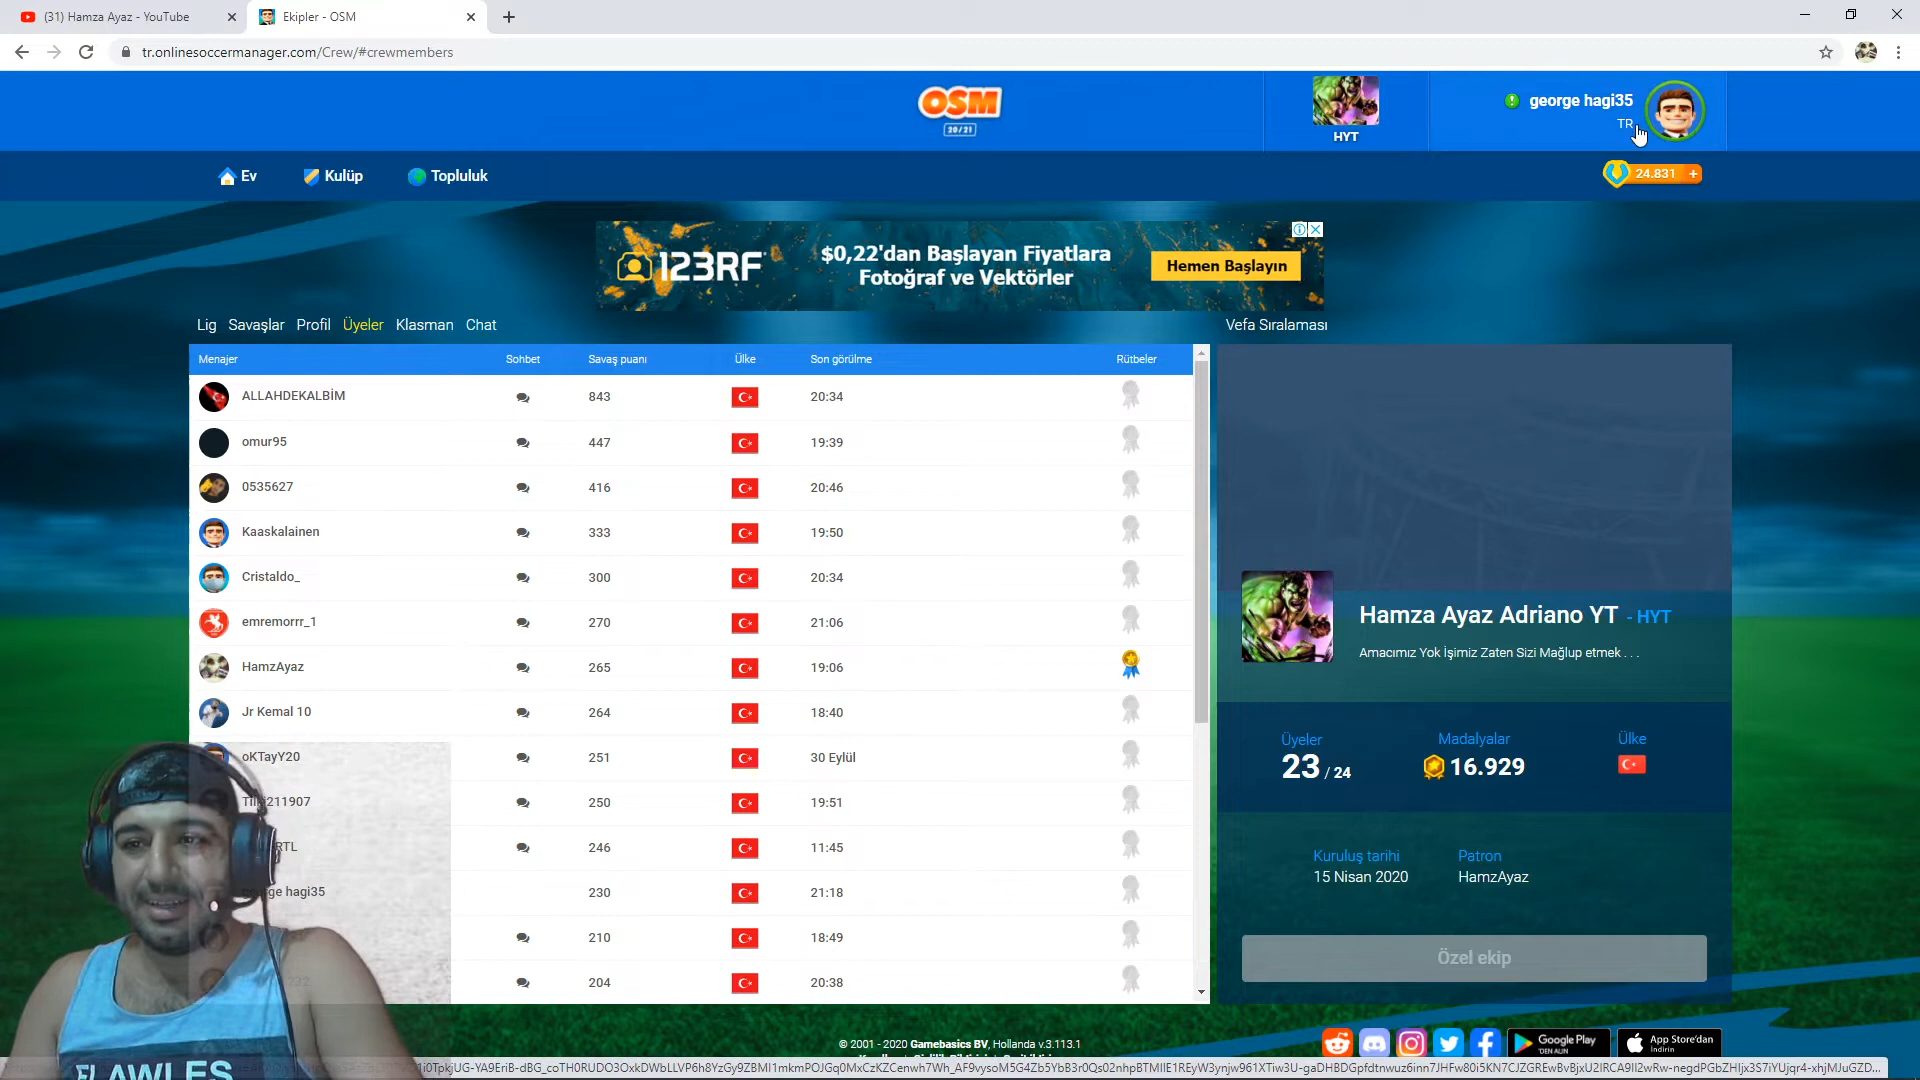 (31) Hamza Ayaz - YouTube
Ekipler - OSM
tr.onlinesoccermanager.com/Crew/#crewmembers
OSM
20/21
HYT
george hagi35
TR
Ev
Kulüp
Topluluk
24.831 +
123RF
$0,22'dan Başlayan Fiyatlara
Fotoğraf ve Vektörler
Hemen Başlayın
Lig Savaşlar Profil Üyeler Klasman Chat
Vefa Sıralaması
Menajer Sohbet Savaş puanı Ülke Son görülme Rütbeler
ALLAHDEKALBİM 843 20:34
omur95 447 19:39
0535627 416 20:46
Kaaskalainen 333 19:50
Cristaldo_ 300 20:34
emremorrr_1 270 21:06
HamzAyaz 265 19:06
Jr Kemal 10 264 18:40
oKTayY20 251 30 Eylül
250 19:51
246 11:45
hagi35 230 21:18
210 18:49
204 20:38
Hamza Ayaz Adriano YT - HYT
Amacımız Yok İşimiz Zaten Sizi Mağlup etmek . . .
Üyeler
23 / 24
Madalyalar
16.929
Ülke
Kuruluş tarihi
15 Nisan 2020
Patron
HamzAyaz
Özel ekip
© 2001 - 2020 Gamebasics BV, Hollanda v.3.113.1
Google Play
'DEN ALIN
App Store'dan
İndirin